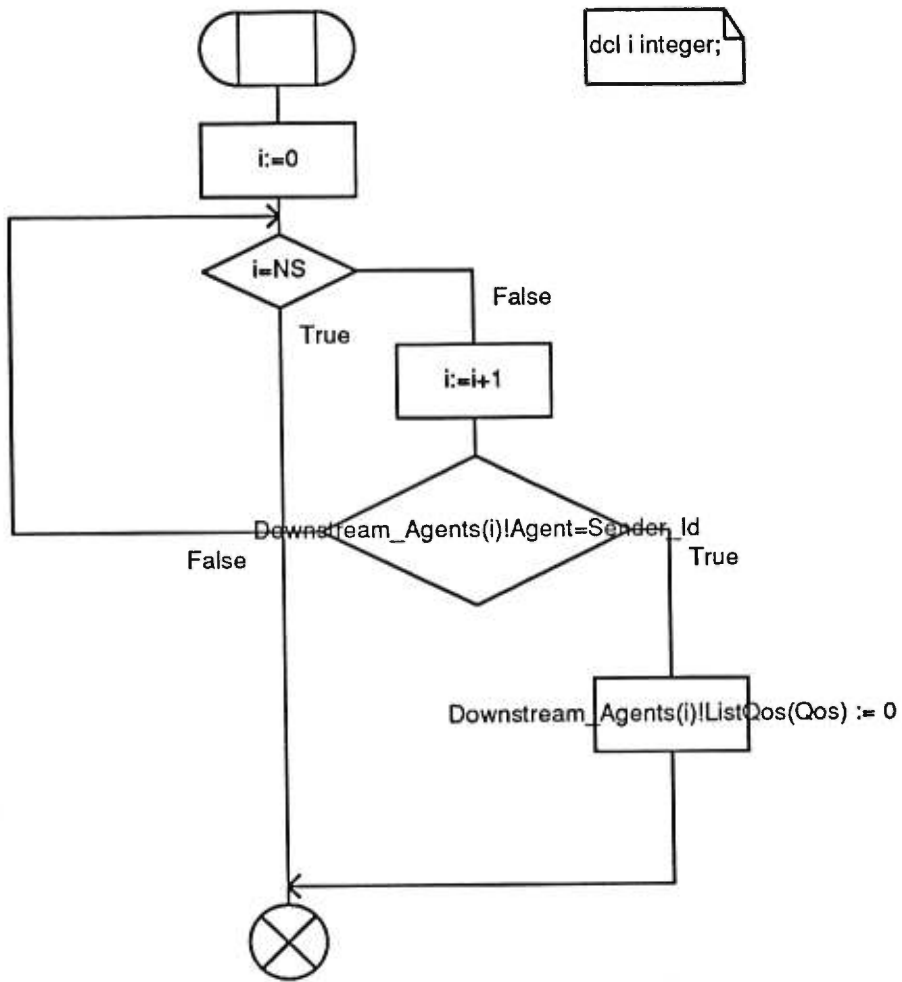 dcl i integer;
i:=0
i=NS
False
True
i:=i+1
Downstream_Agents(i)!Agent=Sender_Id
False
True
Downstream_Agents(i)!ListQos(Qos) := 0